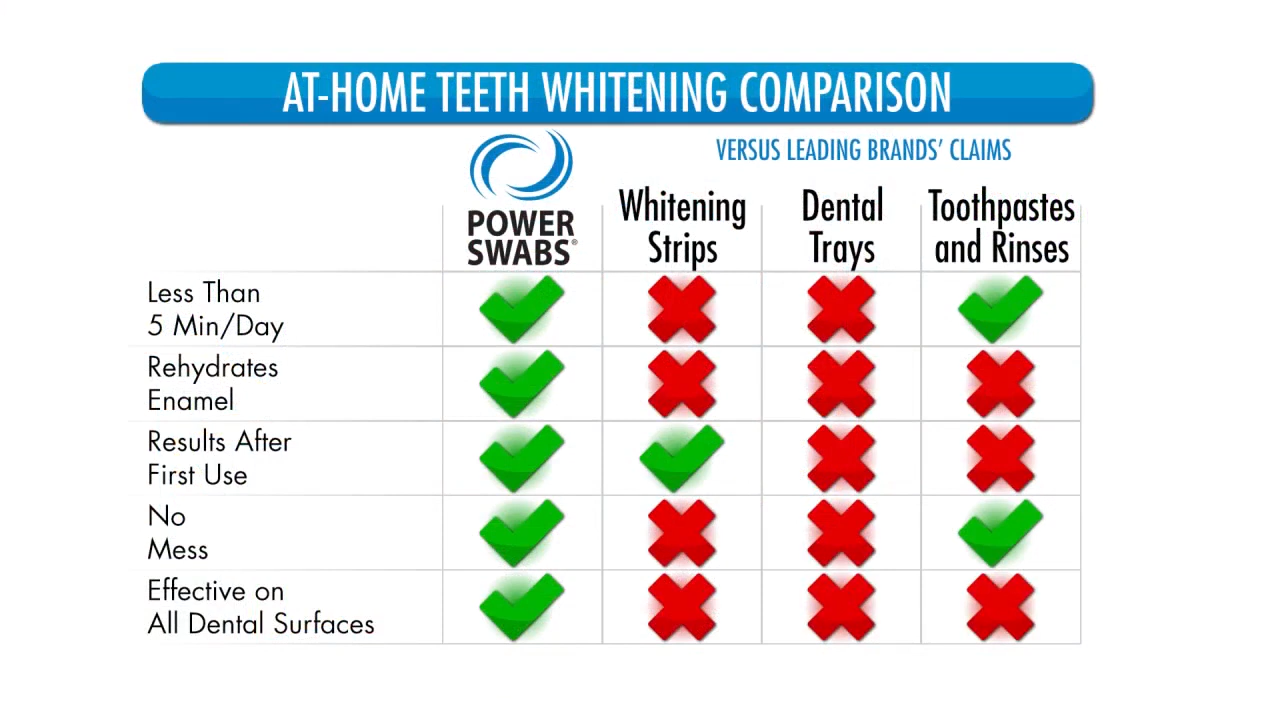 AT-HOME TEETH WHITENING COMPARISON
VERSUS LEADING BRANDS' CLAIMS
POWER
SWABS®
Whitening
Strips
Dental
Trays
Toothpastes
and Rinses
Less Than
5 Min/Day
Rehydrates
Enamel
Results After
First Use
No
Mess
Effective on
All Dental Surfaces